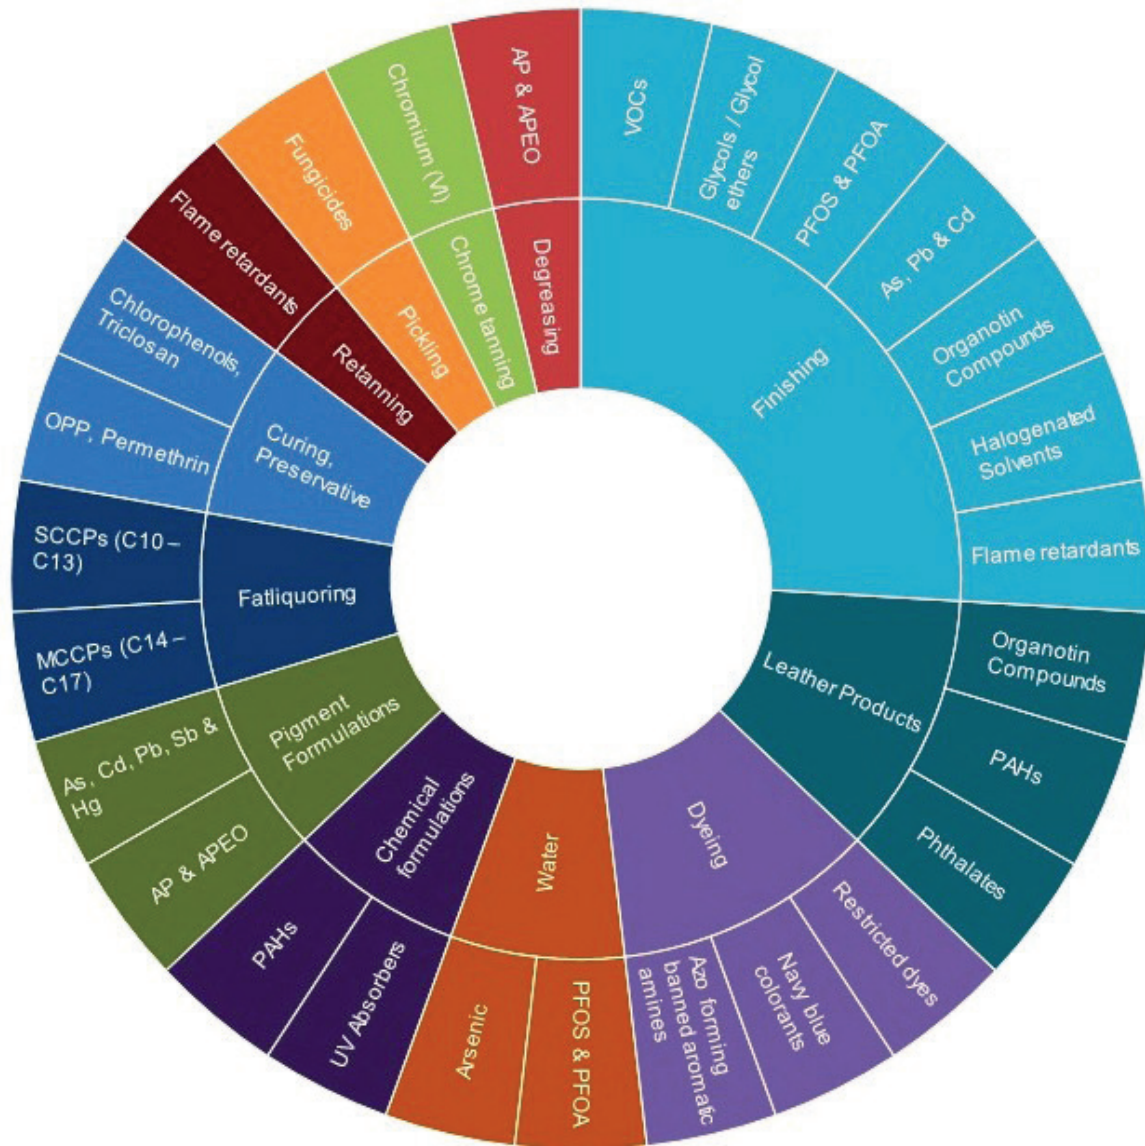 VOCs
Glycols / Glycol
ethers
PFOS & PFOA
As, Pb & Cd
Organotin
Compounds
Halogenated
Solvents
Flame retardants
Finishing
Organotin
Compounds
PAHs
Phthalates
Leather Products
Restricted dyes
Navy blue
colorants
Azo forming
banned aromatic
amines
Dyeing
PFOS & PFOA
Arsenic
Water
UV Absorbers
PAHs
Chemical
formulations
AP & APEO
As, Cd, Pb, Sb &
Hg
Pigment
Formulations
MCCPs (C14 –
C17)
SCCPs (C10 –
C13)
Fatliquoring
OPP, Permethrin
Chlorophenols,
Triclosan
Curing,
Preservative
Flame retardants
Retanning
Fungicides
Pickling
Chromium (VI)
Chrome tanning
AP & APEO
Degreasing